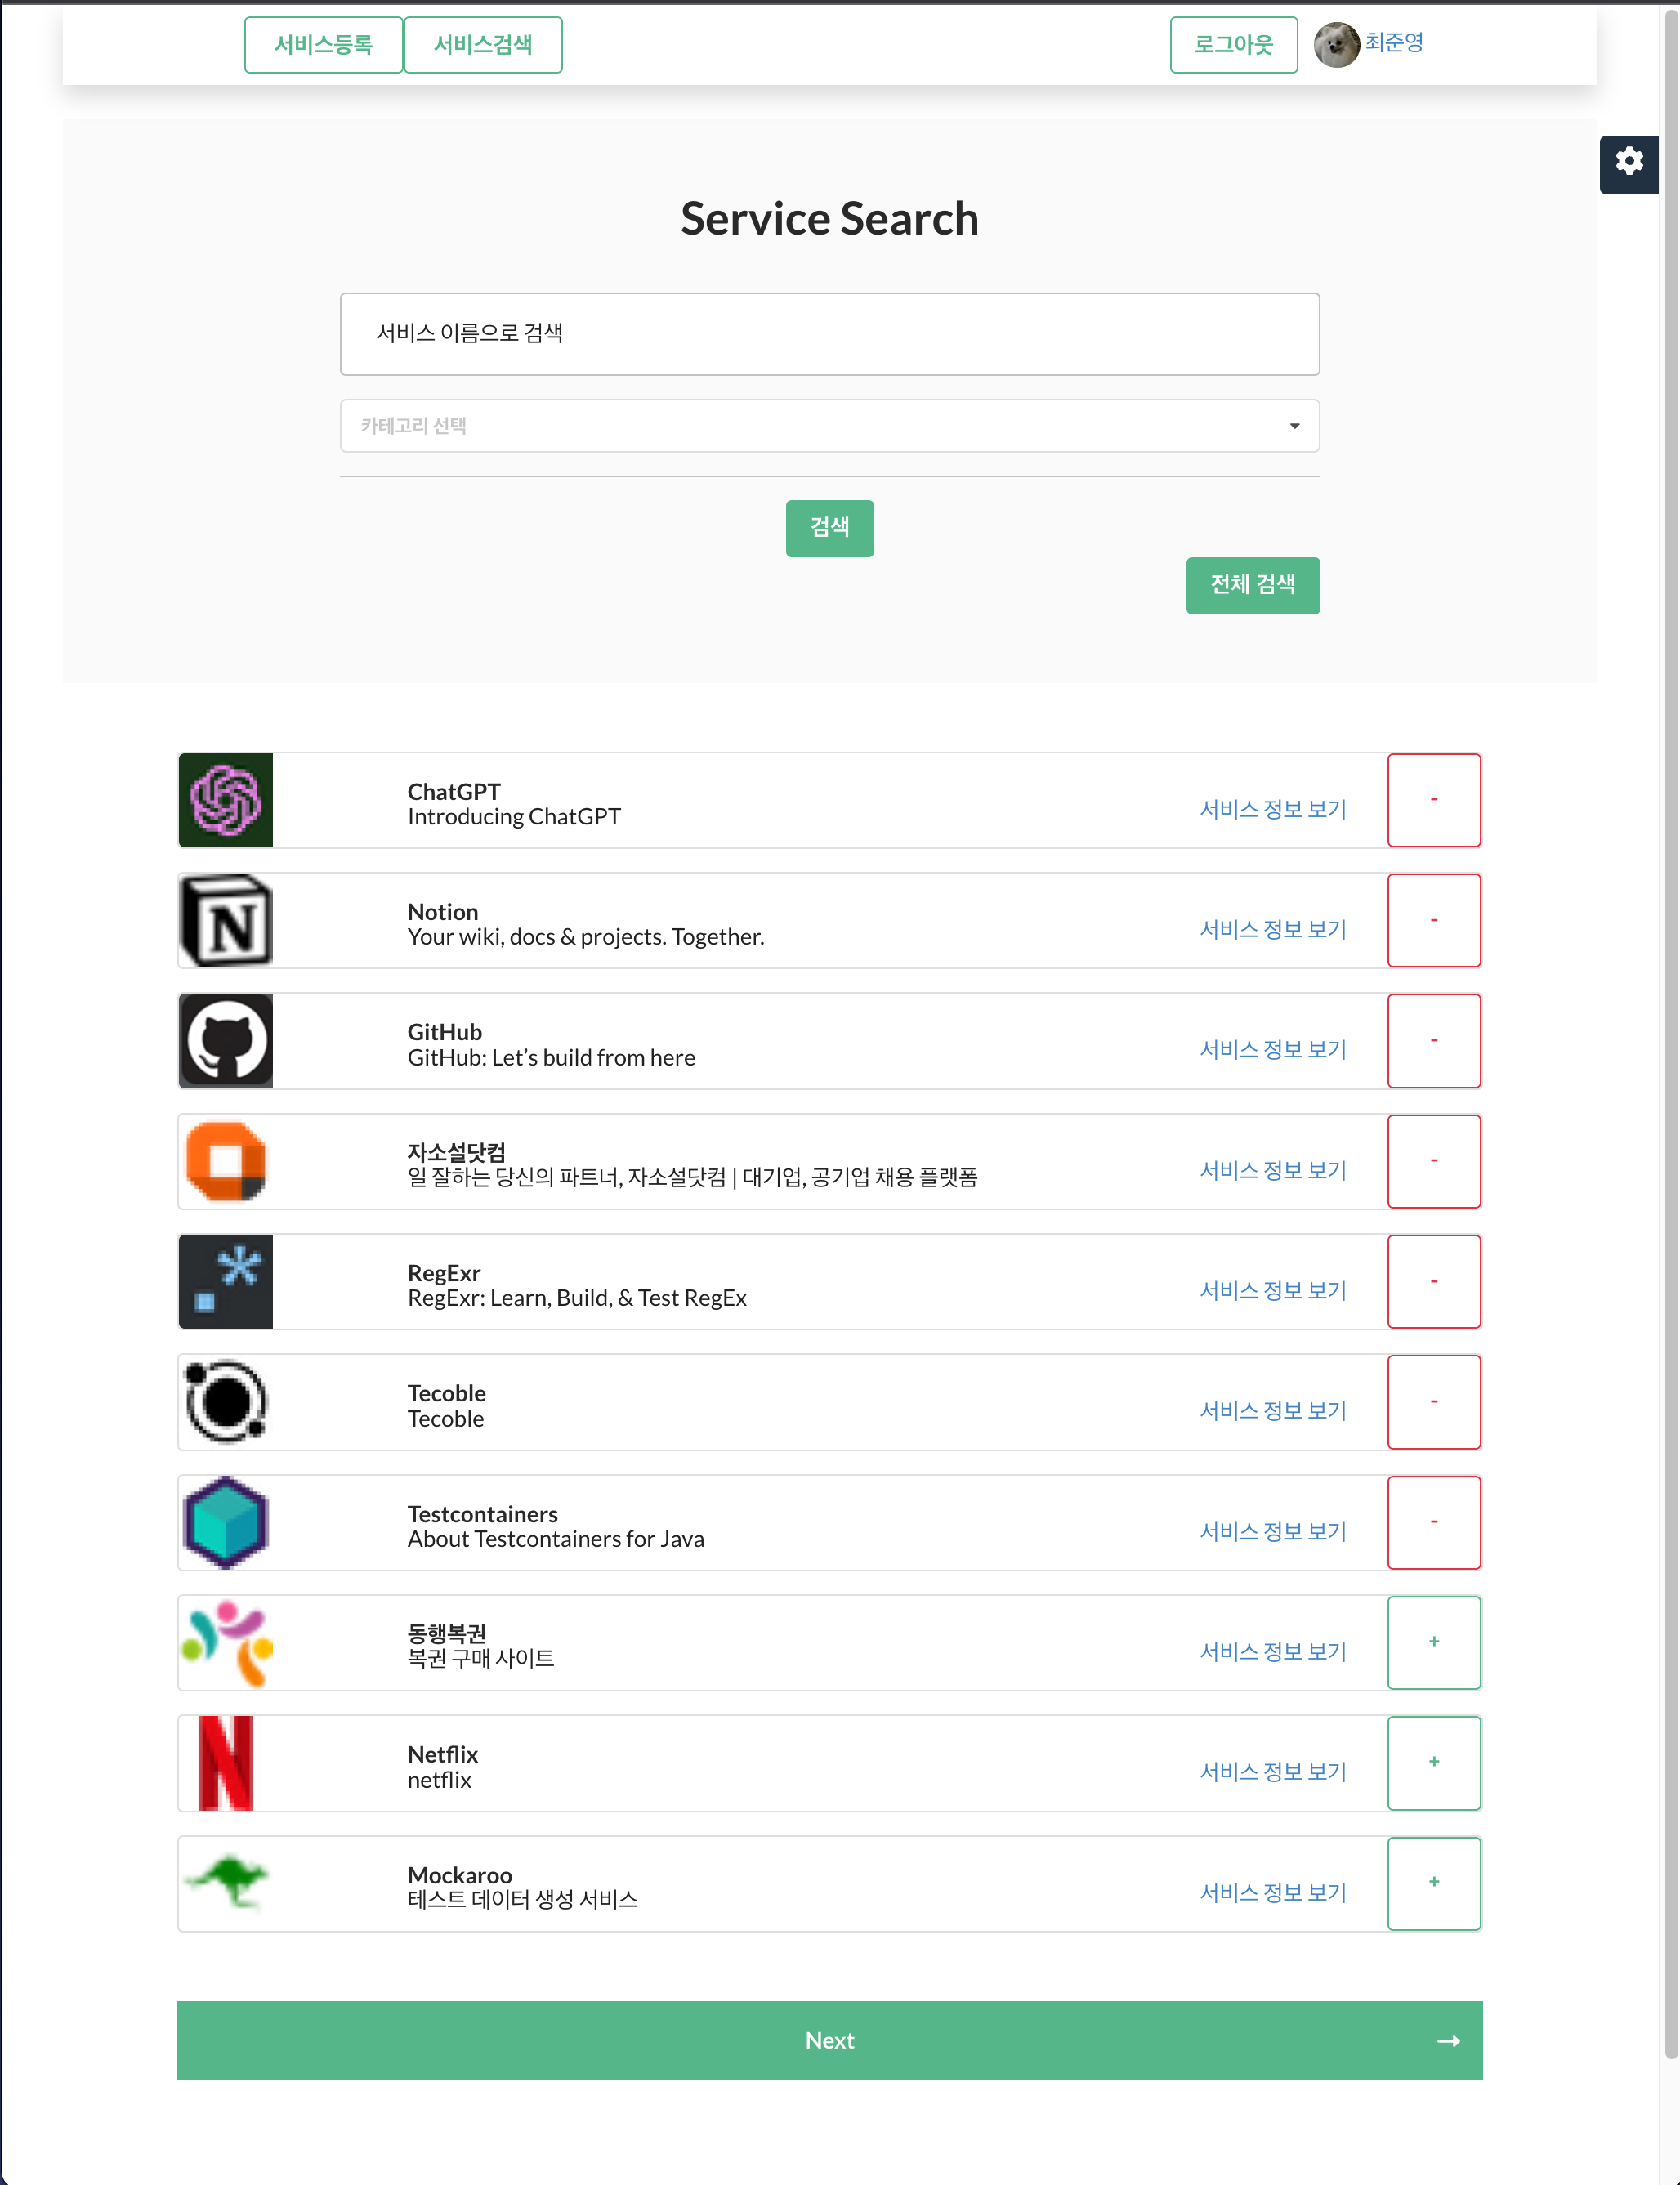 서비스등록 서비스검색 로그아웃 최준영
Service Search
서비스 이름으로 검색
카테고리 선택
검색
전체 검색
ChatGPT
Introducing ChatGPT
서비스 정보 보기 -
N
Notion
Your wiki, docs & projects. Together.
서비스 정보 보기 -
GitHub
GitHub: Let’s build from here
서비스 정보 보기 -
자소설닷컴
일 잘하는 당신의 파트너, 자소설닷컴 | 대기업, 공기업 채용 플랫폼
서비스 정보 보기 -
RegExr
RegExr: Learn, Build, & Test RegEx
서비스 정보 보기 -
Tecoble
Tecoble
서비스 정보 보기 -
Testcontainers
About Testcontainers for Java
서비스 정보 보기 -
동행복권
복권 구매 사이트
서비스 정보 보기 +
N
Netflix
netflix
서비스 정보 보기 +
Mockaroo
테스트 데이터 생성 서비스
서비스 정보 보기 +
Next →